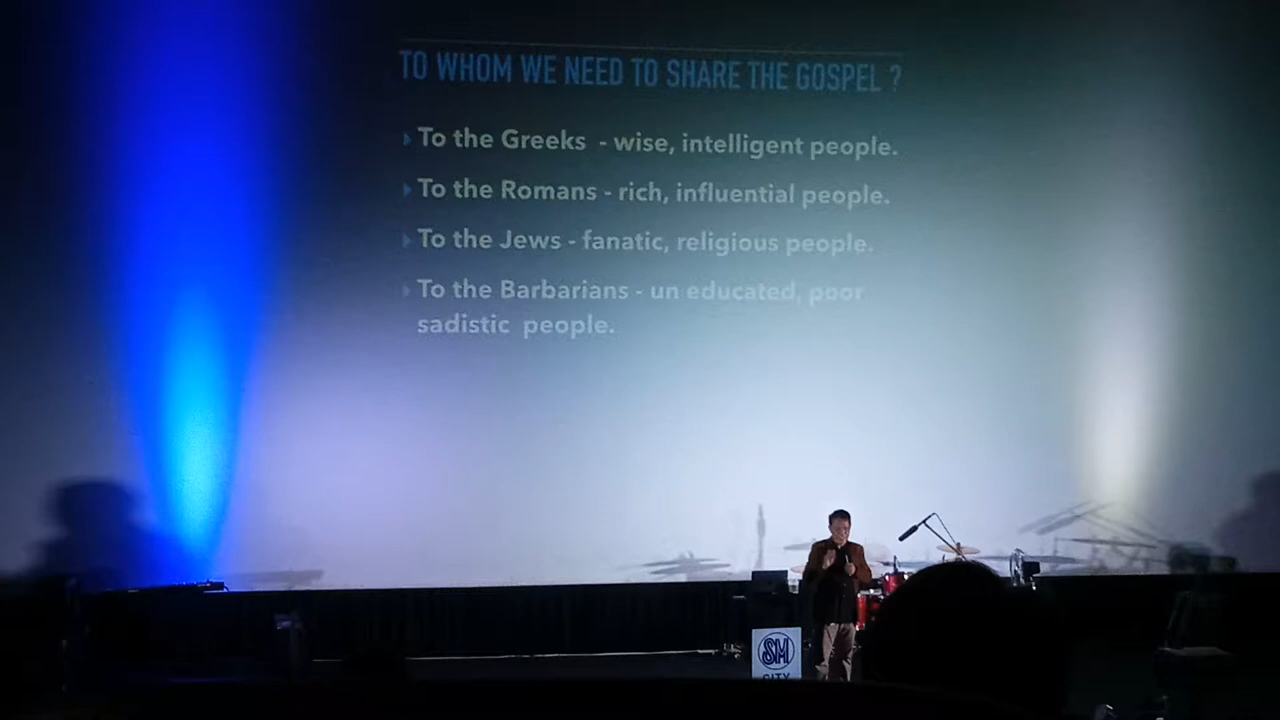 TO WHOM WE NEED TO SHARE THE GOSPEL ?
To the Greeks - wise, intelligent people.
To the Romans - rich, influential people.
To the Jews - fanatic, religious people.
To the Barbarians - un educated, poor
sadistic people.
SM
CITY